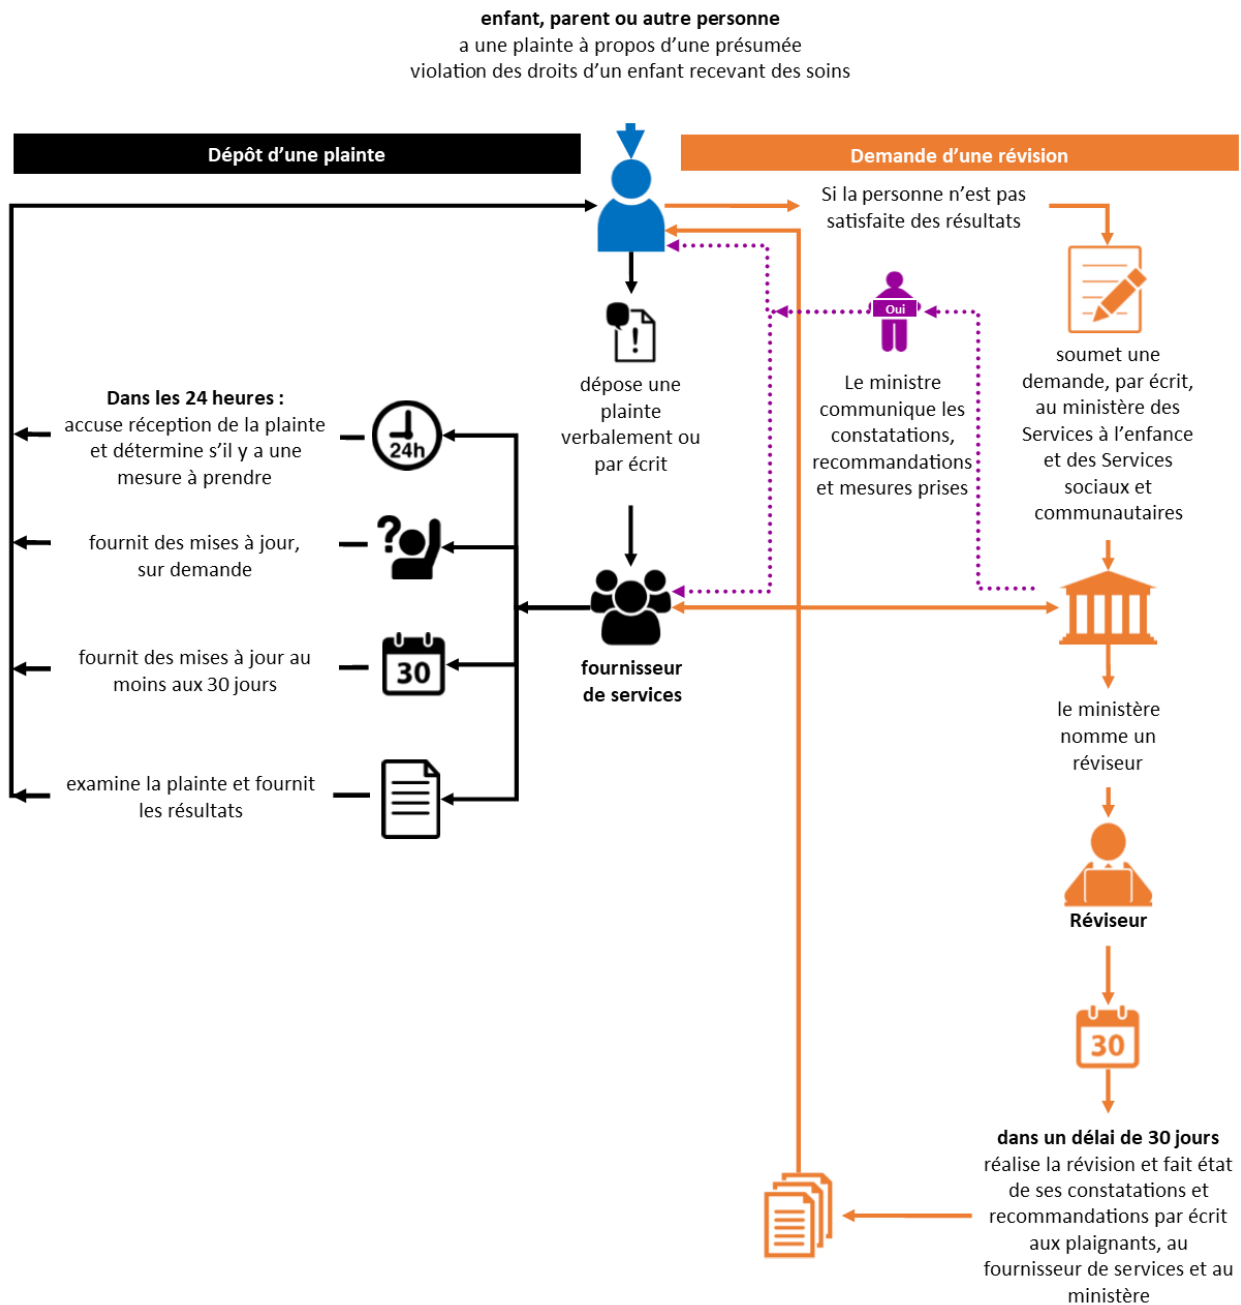 enfant, parent ou autre personne
a une plainte à propos d’une présumée
violation des droits d’un enfant recevant des soins
Dépôt d’une plainte
Demande d’une révision
Si la personne n’est pas
satisfaite des résultats
Oui
dépose une
plainte
verbalement ou
par écrit
Le ministre
communique les
constatations,
recommandations
et mesures prises
soumet une
demande, par écrit,
au ministère des
Services à l’enfance
et des Services
sociaux et
communautaires
Dans les 24 heures :
accuse réception de la plainte
et détermine s’il y a une
mesure à prendre
24h
fournit des mises à jour,
sur demande
?
fournit des mises à jour au
moins aux 30 jours
30
examine la plainte et fournit
les résultats
!
fournisseur
de services
le ministère
nomme un
réviseur
Réviseur
30
dans un délai de 30 jours
réalise la révision et fait état
de ses constatations et
recommandations par écrit
aux plaignants, au
fournisseur de services et au
ministère